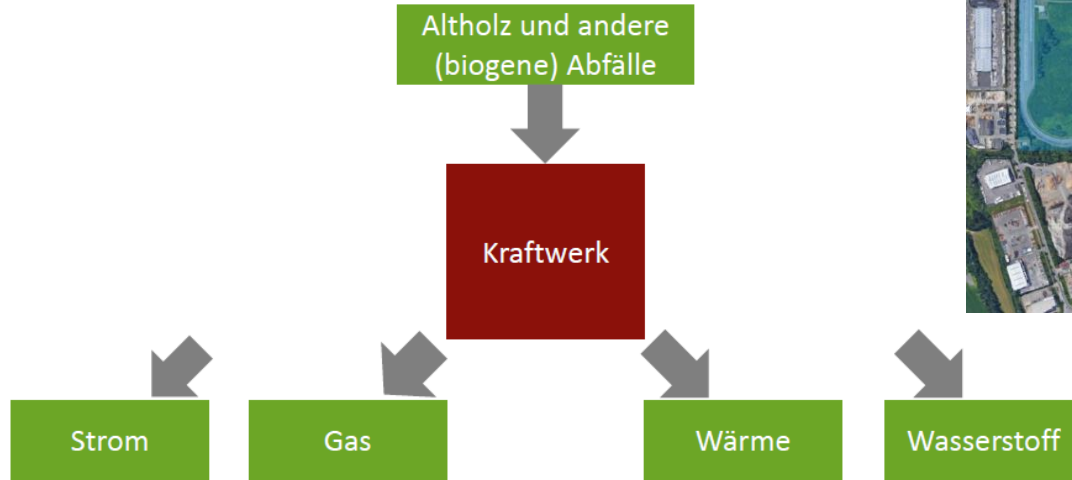 Altholz und andere
(biogene) Abfälle
Kraftwerk
Strom
Gas
Wärme
Wasserstoff